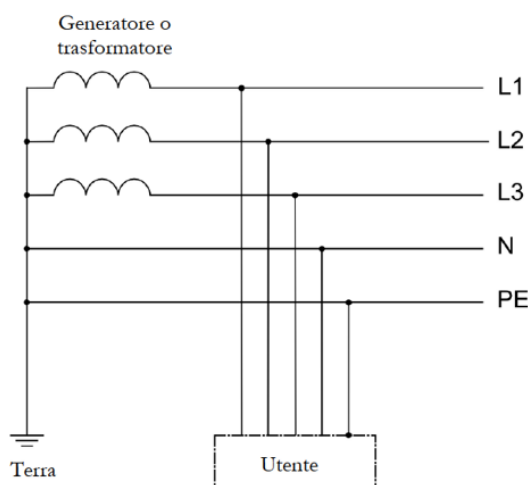 Generatore o
trasformatore
L1
L2
L3
N
PE
Terra
Utente